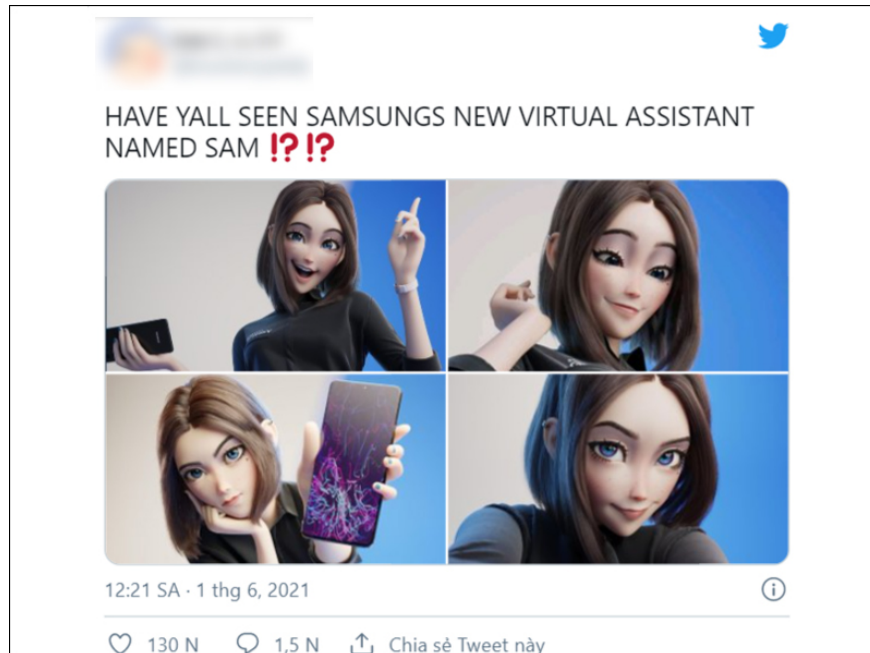 HAVE YALL SEEN SAMSUNGS NEW VIRTUAL ASSISTANT
NAMED SAM ⁉️ ⁉️
12:21 SA · 1 thg 6, 2021
130 N 1,5 N Chia sẻ Tweet này